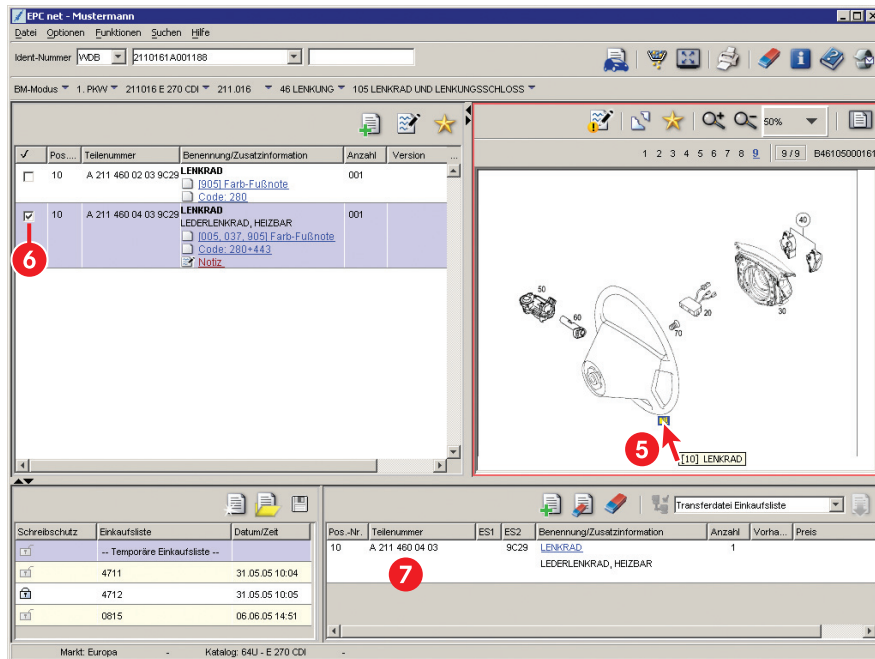 EPC net - Mustermann
Datei Optionen Funktionen Suchen Hilfe
Ident-Nummer WDB 2110161A001188
BM-Modus 1. PKW 211016 E 270 CDI 211.016 46 LENKUNG 105 LENKRAD UND LENKUNGSSCHLOSS
50%
1 2 3 4 5 6 7 8 9 9 / 9 B46105000161
✓ Pos.... Teilenummer Benennung/Zusatzinformation Anzahl Version ...
10 A 211 460 02 03 9C29 LENKRAD 001
[905] Farb-Fußnote
Code: 280
10 A 211 460 04 03 9C29 LENKRAD 001
LEDERLENKRAD, HEIZBAR
[005, 037, 905] Farb-Fußnote
Code: 280+443
Notiz
6
40
50
60
20
30
70
5
[10] LENKRAD
Transferdatei Einkaufsliste
Schreibschutz Einkaufsliste Datum/Zeit
-- Temporäre Einkaufsliste --
4711 31.05.05 10:04
4712 31.05.05 10:05
0815 06.06.05 14:51
Pos.-Nr. Teilenummer ES1 ES2 Benennung/Zusatzinformation Anzahl Vorha... Preis
10 A 211 460 04 03 9C29 LENKRAD 1
LEDERLENKRAD, HEIZBAR
7
Markt: Europa - Katalog: 64U - E 270 CDI -